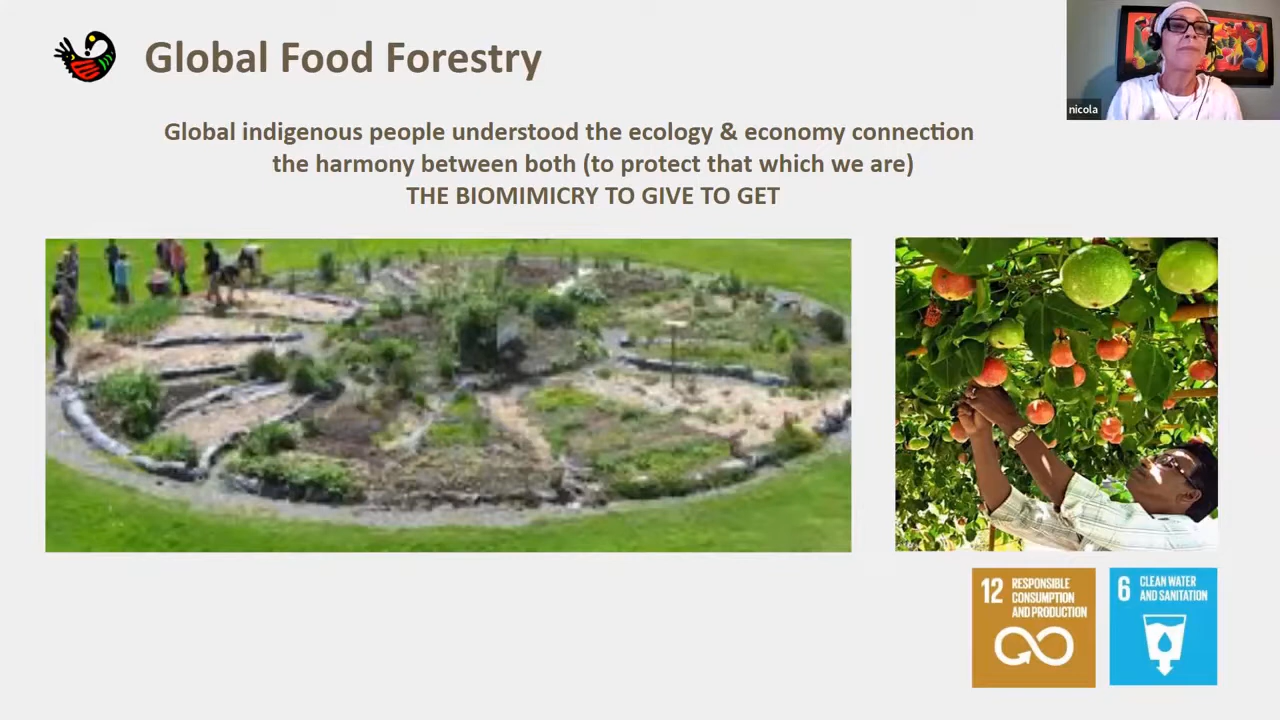 Global Food Forestry
nicola
Global indigenous people understood the ecology & economy connection
the harmony between both (to protect that which we are)
THE BIOMIMICRY TO GIVE TO GET
12 RESPONSIBLE
CONSUMPTION
AND PRODUCTION
6 CLEAN WATER
AND SANITATION